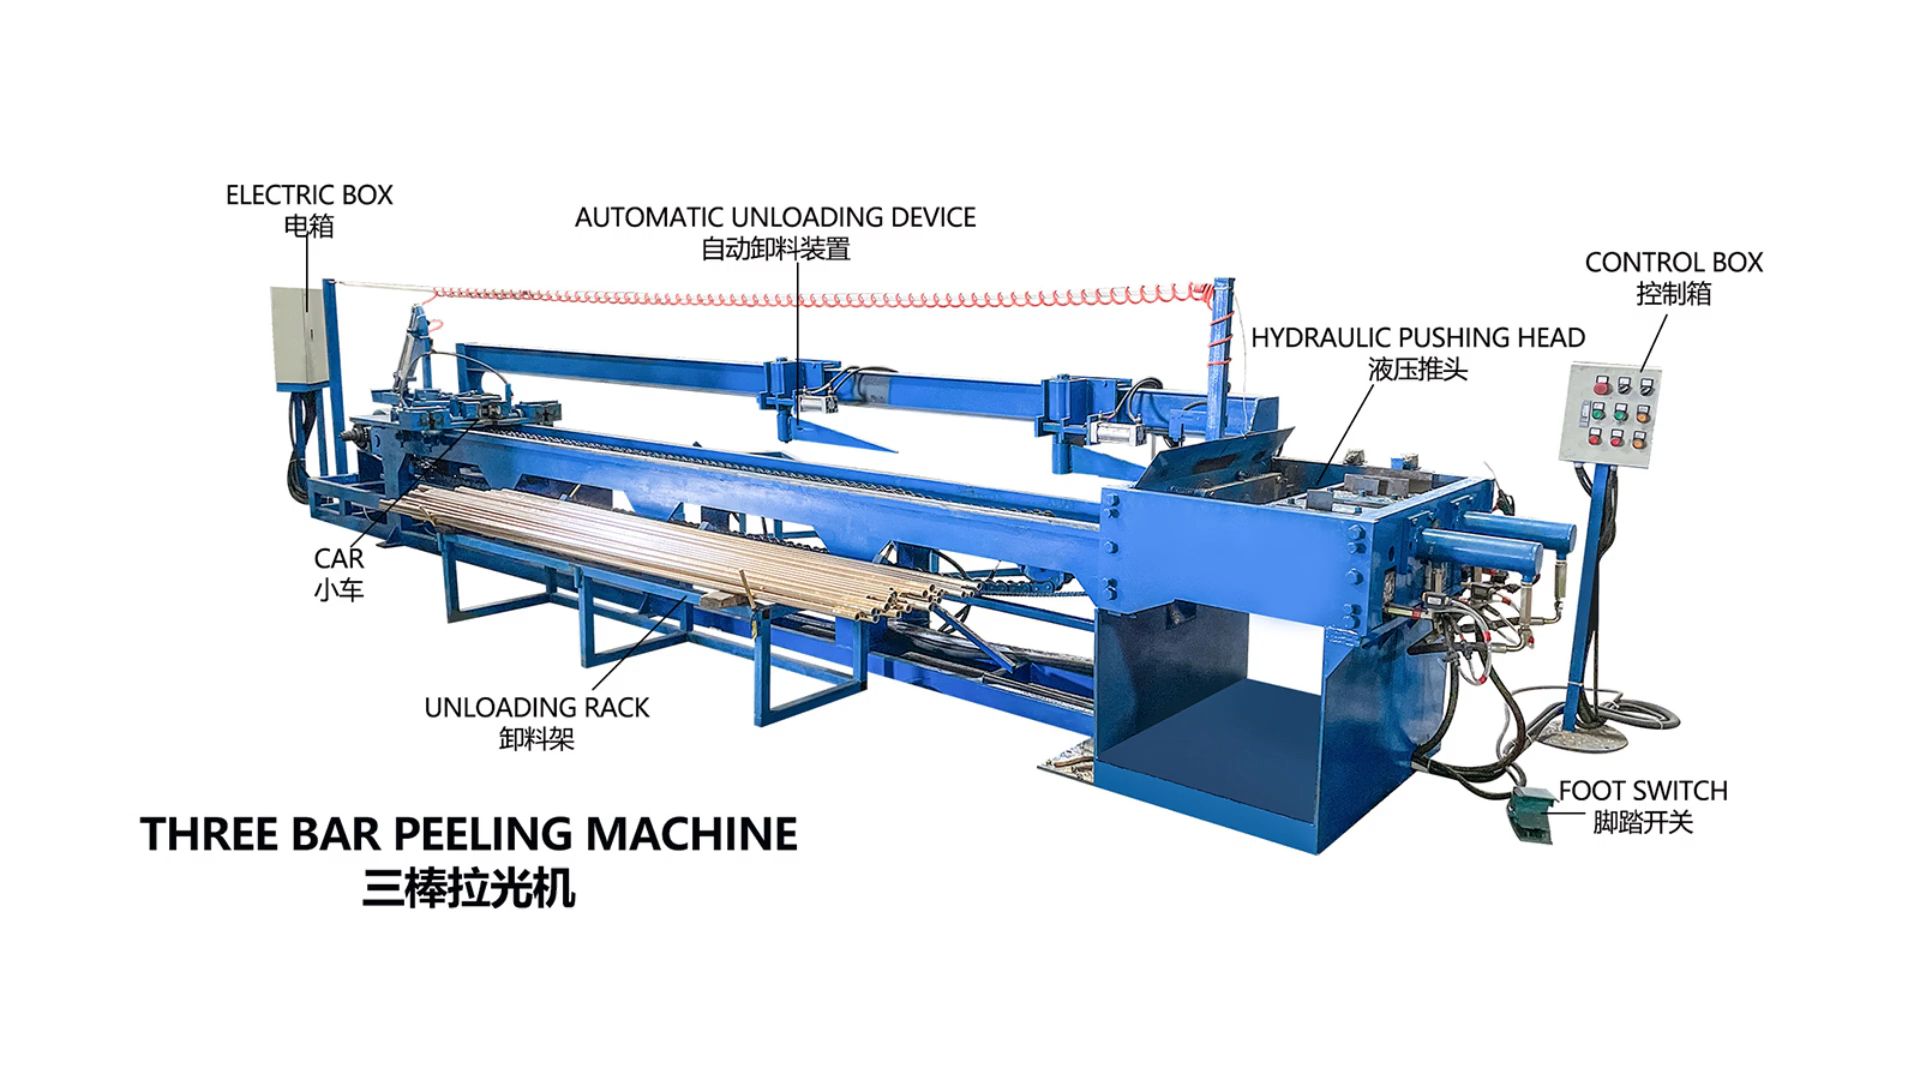 ELECTRIC BOX
电箱
AUTOMATIC UNLOADING DEVICE
自动卸料装置
CONTROL BOX
控制箱
HYDRAULIC PUSHING HEAD
液压推头
CAR
小车
UNLOADING RACK
卸料架
FOOT SWITCH
脚踏开关
THREE BAR PEELING MACHINE
三棒拉光机